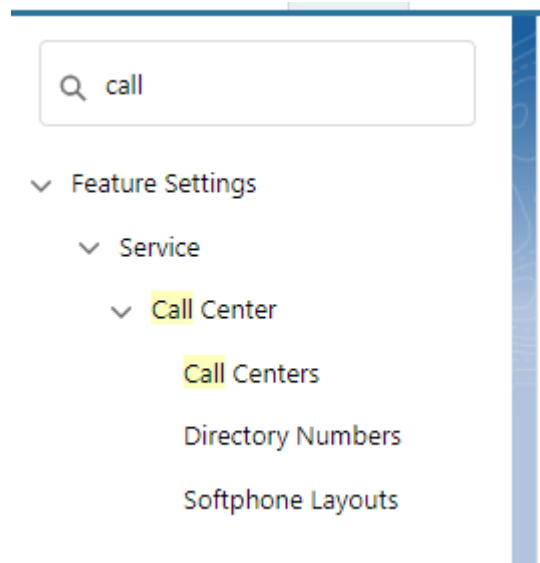 call
Feature Settings
Service
Call Center
Call Centers
Directory Numbers
Softphone Layouts